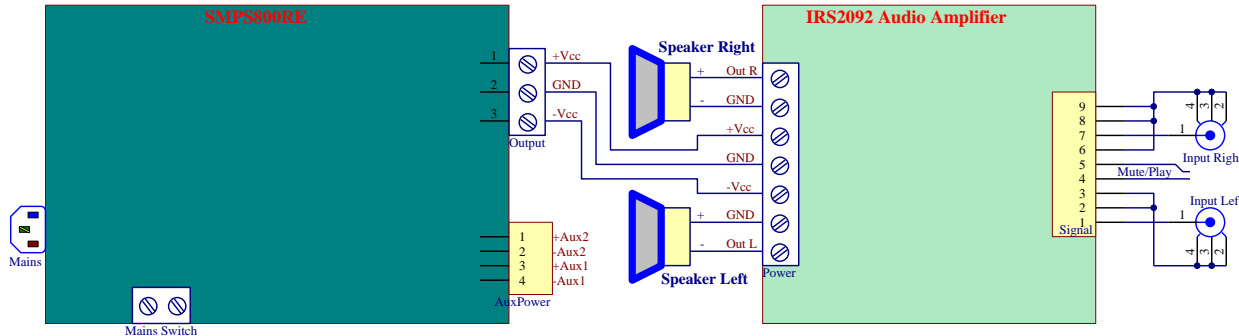 SMPS800RE
Mains
Mains Switch
1 +Vcc
2 GND
3 -Vcc
Output
1 +Aux2
2 -Aux2
3 +Aux1
4 -Aux1
AuxPower
Speaker Right
+ Out R
- GND
+Vcc
GND
-Vcc
+ GND
- Out L
Speaker Left
Power
IRS2092 Audio Amplifier
9
8
7
6
5
4
3
2
1
Signal
Mute/Play
1
4
3
2
Input Righ
Input Lef
1
4
3
2